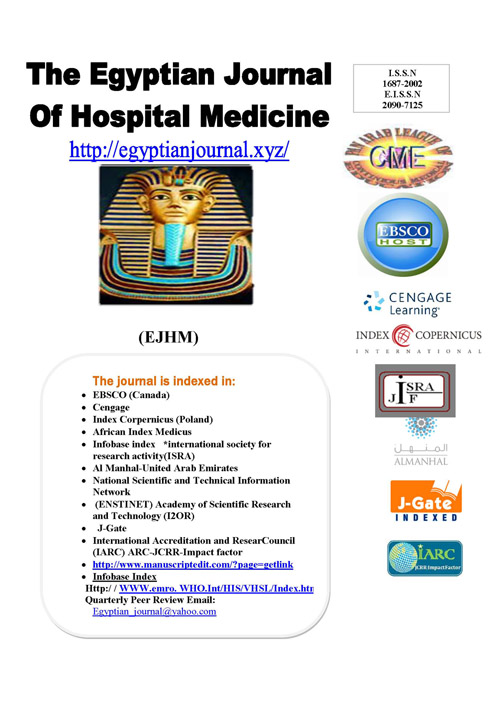 The Egyptian Journal
Of Hospital Medicine
http://egyptianjournal.xyz/
I.S.S.N
1687-2002
E.I.S.S.N
2090-7125
CME
EBSCO
HOST
CENGAGE
Learning
INDEX COPERNICUS
INTERNATIONAL
ISRA
JIF
المنهل
ALMANHAL
J-Gate
INDEXED
IARC
JCRR ImpactFactor
(EJHM)
The journal is indexed in:
• EBSCO (Canada)
• Cengage
• Index Corpernicus (Poland)
• African Index Medicus
• Infobase index *international society for
research activity(ISRA)
• Al Manhal-United Arab Emirates
• National Scientific and Technical Information
Network
• (ENSTINET) Academy of Scientific Research
and Technology (I2OR)
• J-Gate
• International Accreditation and ResearCouncil
(IARC) ARC-JCRR-Impact factor
• http://www.manuscriptedit.com/?page=getlink
• Infobase Index
Http:/ / WWW.emro. WHO.Int/HIS/VHSL/Index.htm
Quarterly Peer Review Email:
Egyptian_journal@yahoo.com